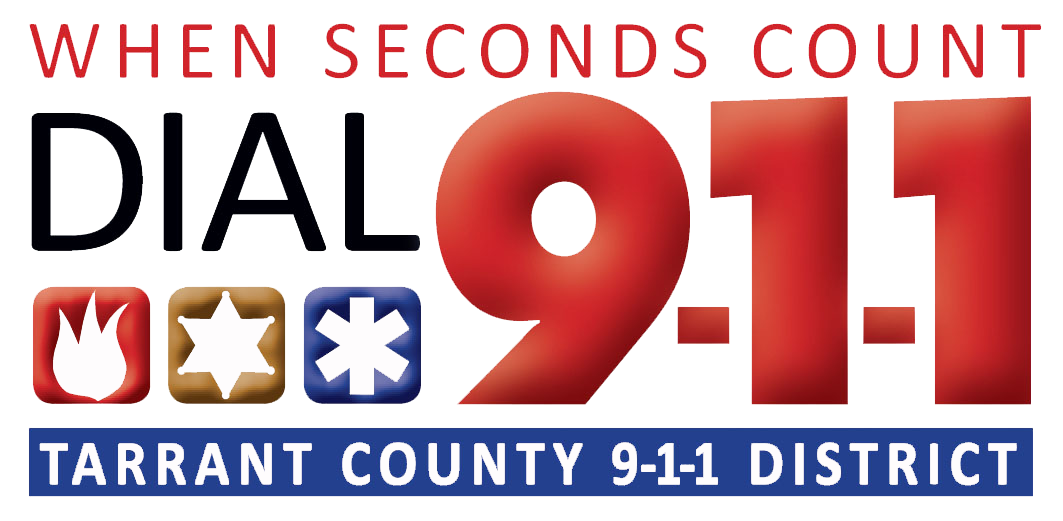 WHEN SECONDS COUNT
DIAL 9-1-1
TARRANT COUNTY 9-1-1 DISTRICT